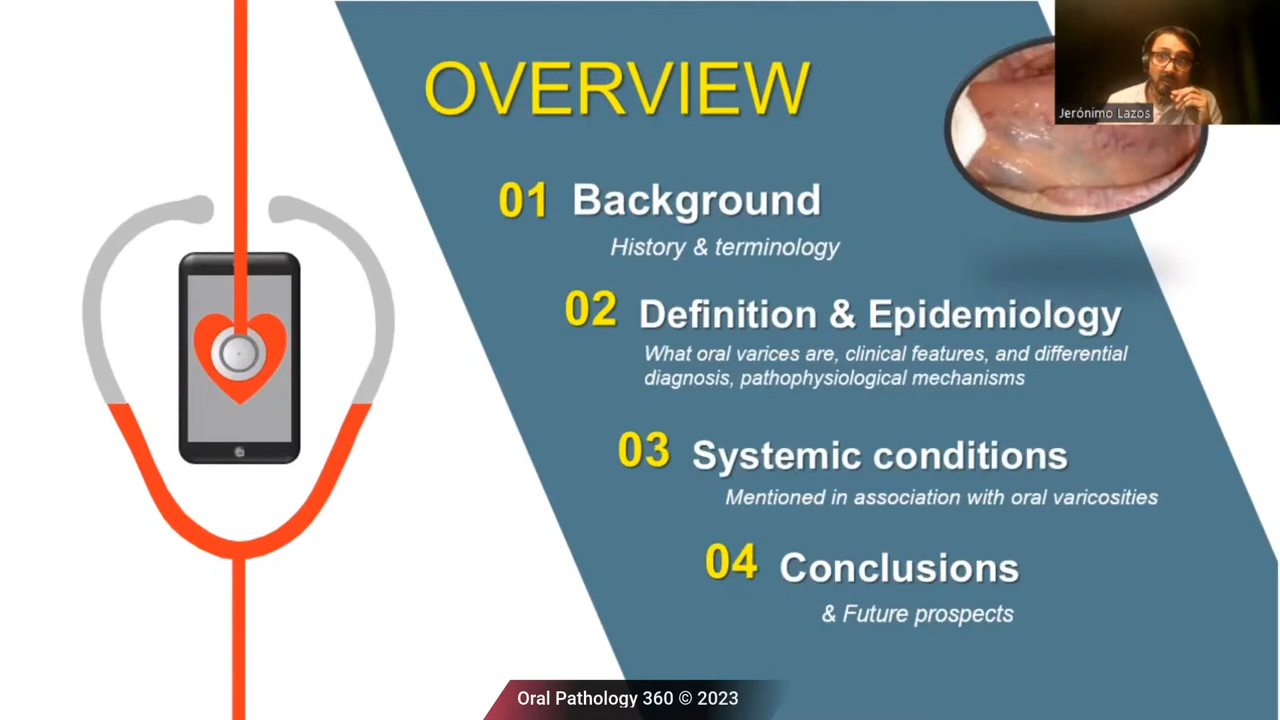 OVERVIEW
Jerónimo Lazos
01 Background
History & terminology
02 Definition & Epidemiology
What oral varices are, clinical features, and differential
diagnosis, pathophysiological mechanisms
03 Systemic conditions
Mentioned in association with oral varicosities
04 Conclusions
& Future prospects
Oral Pathology 360 © 2023